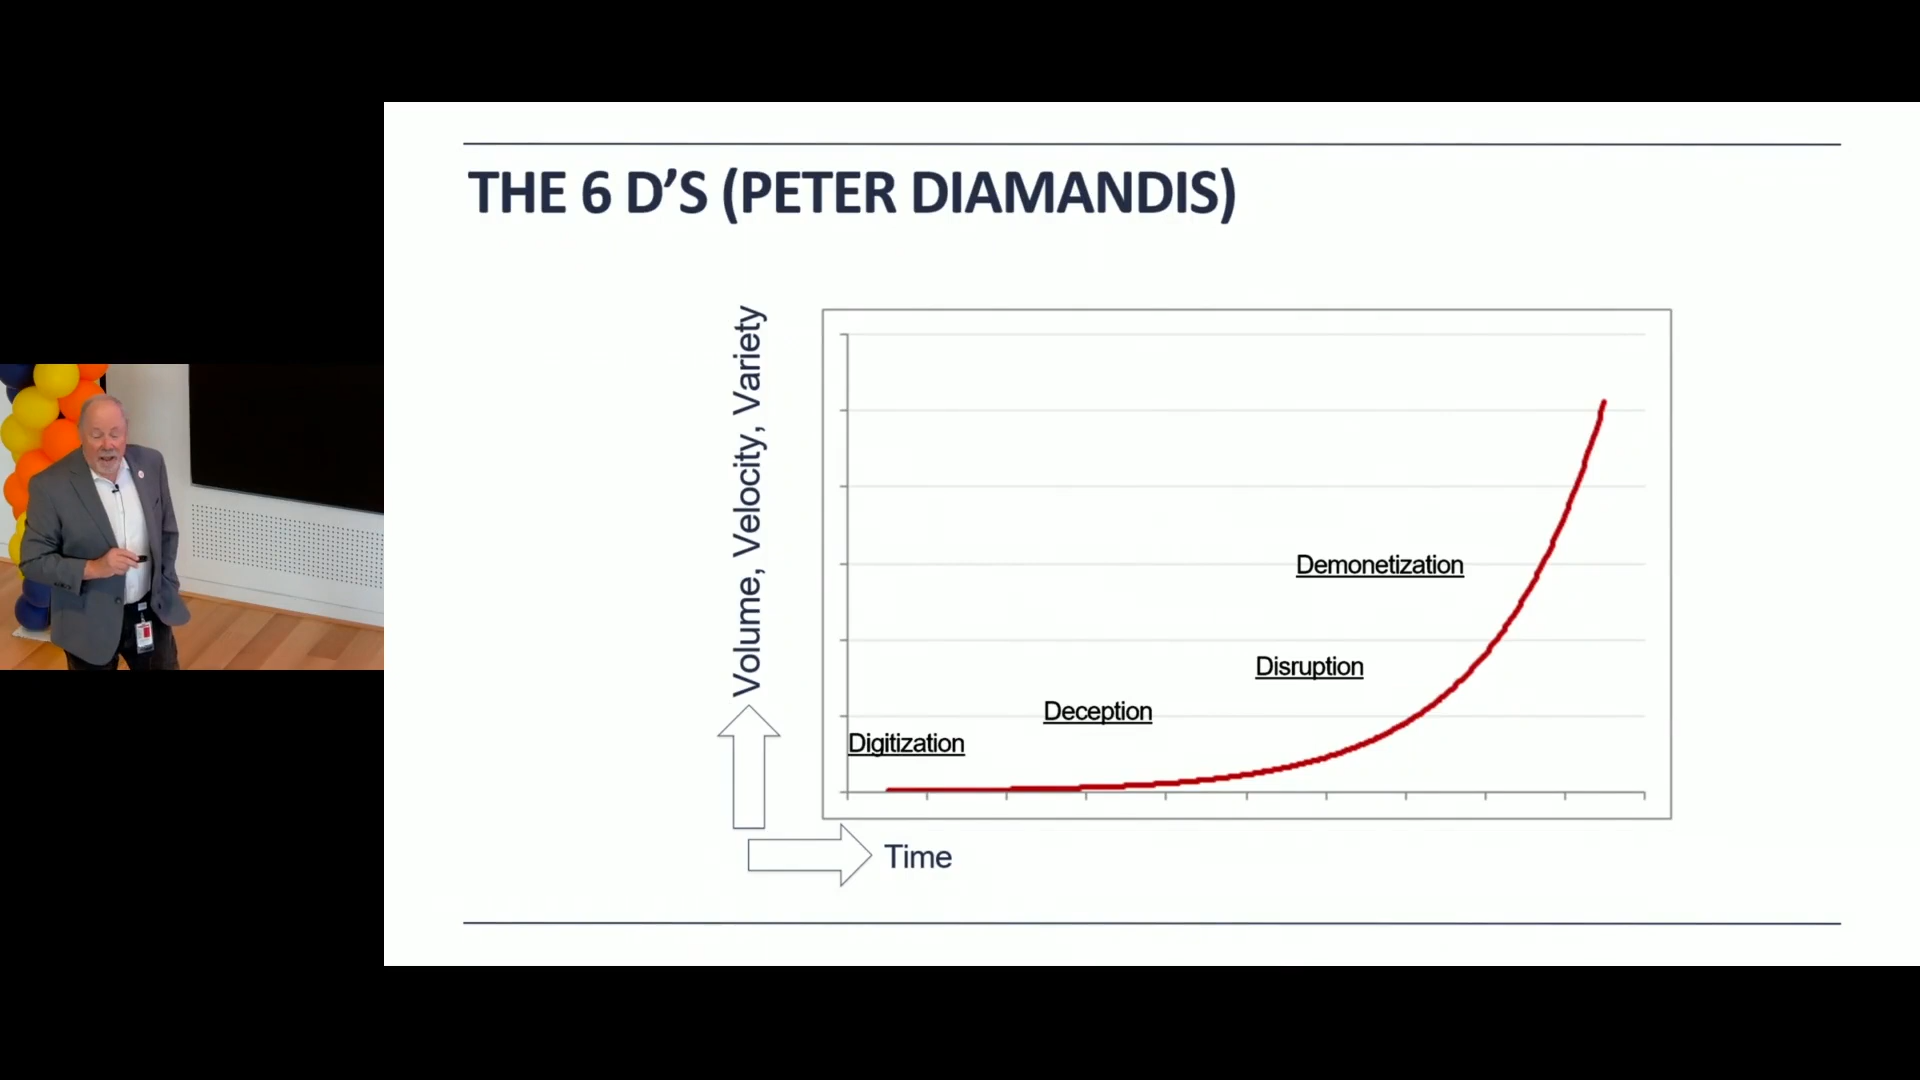 THE 6 D'S (PETER DIAMANDIS)
Volume, Velocity, Variety
Demonetization
Disruption
Deception
Digitization
Time